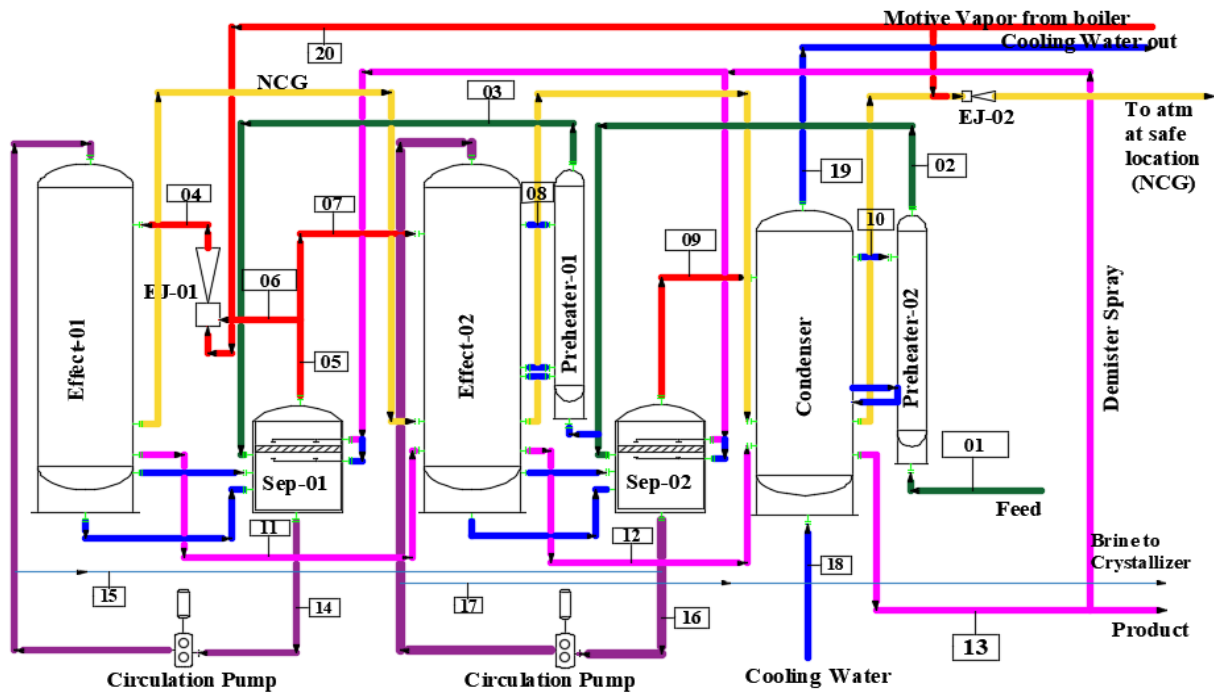 Motive Vapor from boiler
20
Cooling Water out
NCG
03
EJ-02
To atm
at safe
location
(NCG)
02
19
04
07
08
10
09
EJ-01
06
05
Effect-01
Effect-02
Preheater-01
Condenser
Preheater-02
Demister Spray
Sep-01
Sep-02
01
Feed
11
12
Brine to
Crystallizer
15
14
17
16
18
13
Product
Circulation Pump
Circulation Pump
Cooling Water